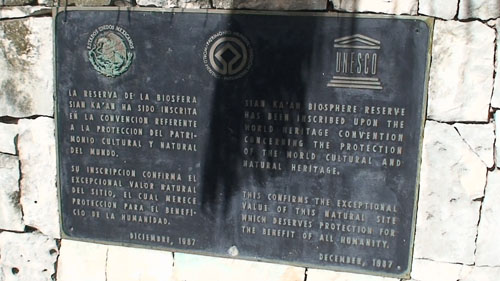 ESTADOS UNIDOS MEXICANOS
UNESCO
LA RESERVA DE LA BIOSFERA
SIAN KA'AN HA SIDO INSCRITA
EN LA CONVENCION REFERENTE
A LA PROTECCION DEL PATRI-
MONIO CULTURAL Y NATURAL
DEL MUNDO.
SU INSCRIPCION CONFIRMA EL
EXCEPCIONAL VALOR NATURAL
DEL SITIO, EL CUAL MERECE
PROTECCION PARA EL BENEFI-
CIO DE LA HUMANIDAD.
DICIEMBRE, 1987
SIAN KA'AN BIOSPHERE RESERVE
HAS BEEN INSCRIBED UPON THE
WORLD HERITAGE CONVENTION
CONCERNING THE PROTECTION
OF THE WORLD CULTURAL AND
NATURAL HERITAGE.
THIS CONFIRMS THE EXCEPTIONAL
VALUE OF THIS NATURAL SITE
WHICH DESERVES PROTECTION FOR
THE BENEFIT OF ALL HUMANITY.
DECEMBER, 1987